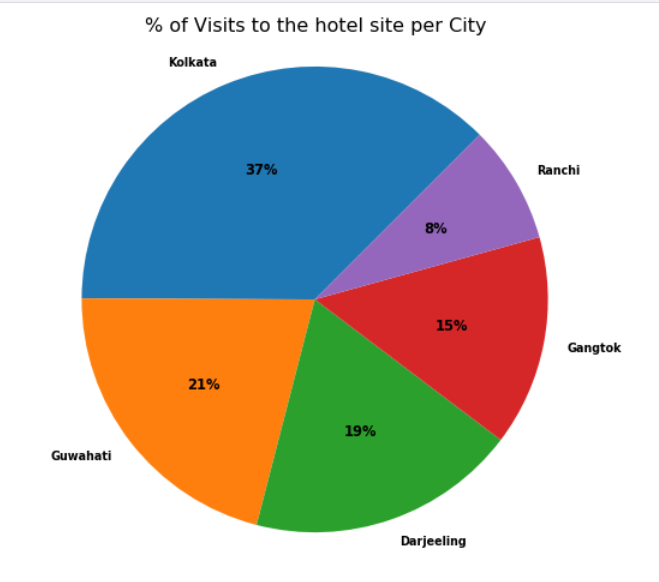 % of Visits to the hotel site per City
Kolkata
37%
Ranchi
8%
15%
Gangtok
21%
19%
Guwahati
Darjeeling